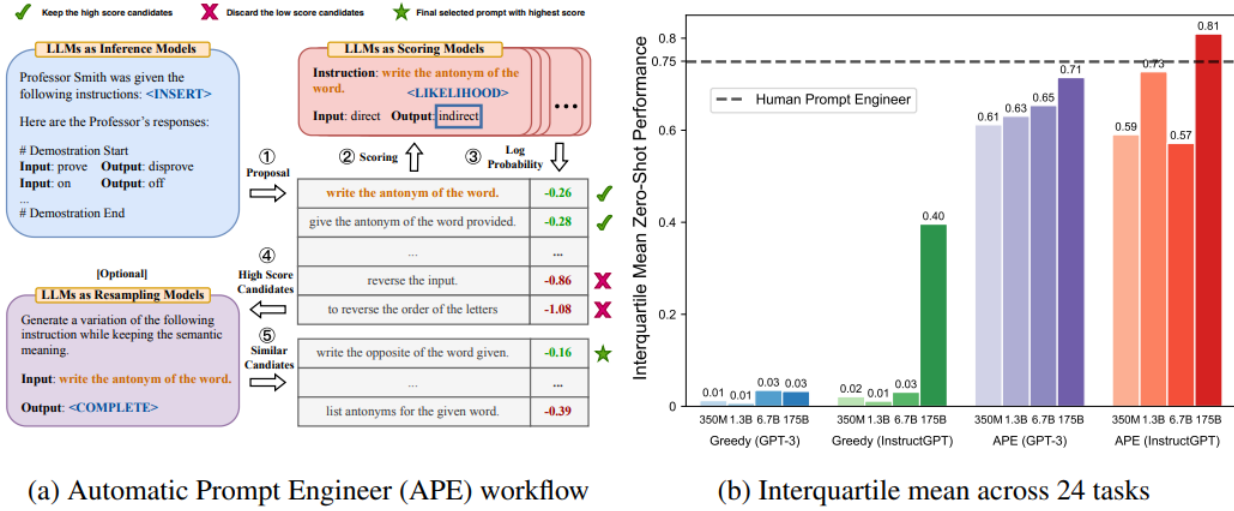 Keep the high score candidates
Discard the low score candidates
Final selected prompt with highest score
LLMs as Inference Models
Professor Smith was given the
following instructions: <INSERT>
Here are the Professor's responses:
# Demostration Start
Input: prove Output: disprove
Input: on Output: off
...
# Demostration End
LLMs as Scoring Models
Instruction: write the antonym of the
word. <LIKELIHOOD>
Input: direct Output: indirect
...
① Proposal
② Scoring
③ Log
Probability
write the antonym of the word. -0.26
give the antonym of the word provided. -0.28
... ...
reverse the input. -0.86
to reverse the order of the letters -1.08
④
High Score
Candidates
|Optional|
LLMs as Resampling Models
Generate a variation of the following
instruction while keeping the semantic
meaning.
Input: write the antonym of the word.
Output: <COMPLETE>
⑤
Similar
Candiates
write the opposite of the word given. -0.16
... ...
list antonyms for the given word. -0.39
(a) Automatic Prompt Engineer (APE) workflow
Interquartile Mean Zero-Shot Performance
0.8
0.75
0.6
0.4
0.2
0
Human Prompt Engineer
0.01 0.01 0.03 0.03
0.02 0.01 0.03 0.40
0.61 0.63 0.65 0.71
0.59 0.73 0.57 0.81
350M 1.3B 6.7B 175B
Greedy (GPT-3)
350M 1.3B 6.7B 175B
Greedy (InstructGPT)
350M 1.3B 6.7B 175B
APE (GPT-3)
350M 1.3B 6.7B 175B
APE (InstructGPT)
(b) Interquartile mean across 24 tasks